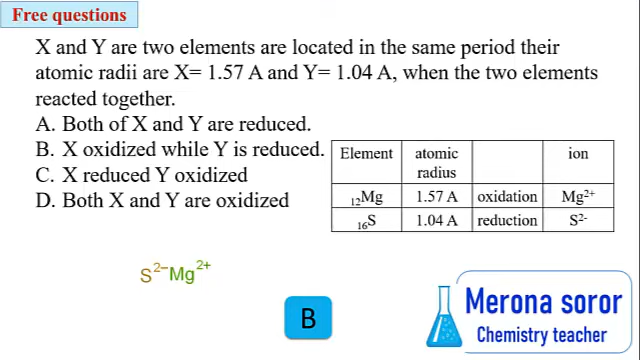 Free questions
X and Y are two elements are located in the same period their
atomic radii are X= 1.57 A and Y= 1.04 A, when the two elements
reacted together.
A. Both of X and Y are reduced.
B. X oxidized while Y is reduced.
C. X reduced Y oxidized
D. Both X and Y are oxidized
Element atomic radius ion
₁₂Mg 1.57 A oxidation Mg²⁺
₁₆S 1.04 A reduction S²⁻
S²⁻Mg²⁺
B
Merona soror
Chemistry teacher